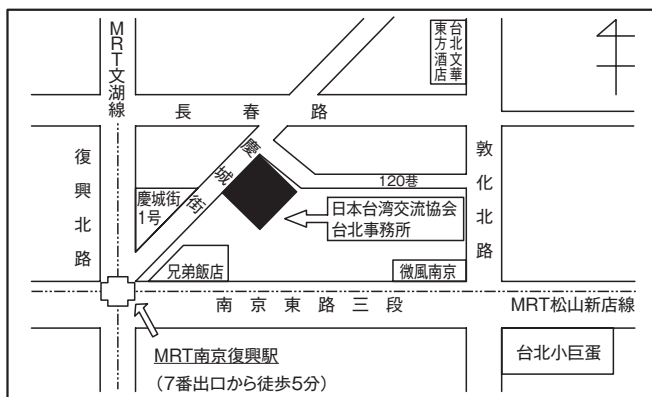 MRT文湖線
台北文華
東方酒店
長春路
復興北路
慶城街
慶城街
1号
120巷
敦化北路
日本台湾交流協会
台北事務所
兄弟飯店
微風南京
南京東路三段
MRT松山新店線
MRT南京復興駅
(7番出口から徒歩5分)
台北小巨蛋